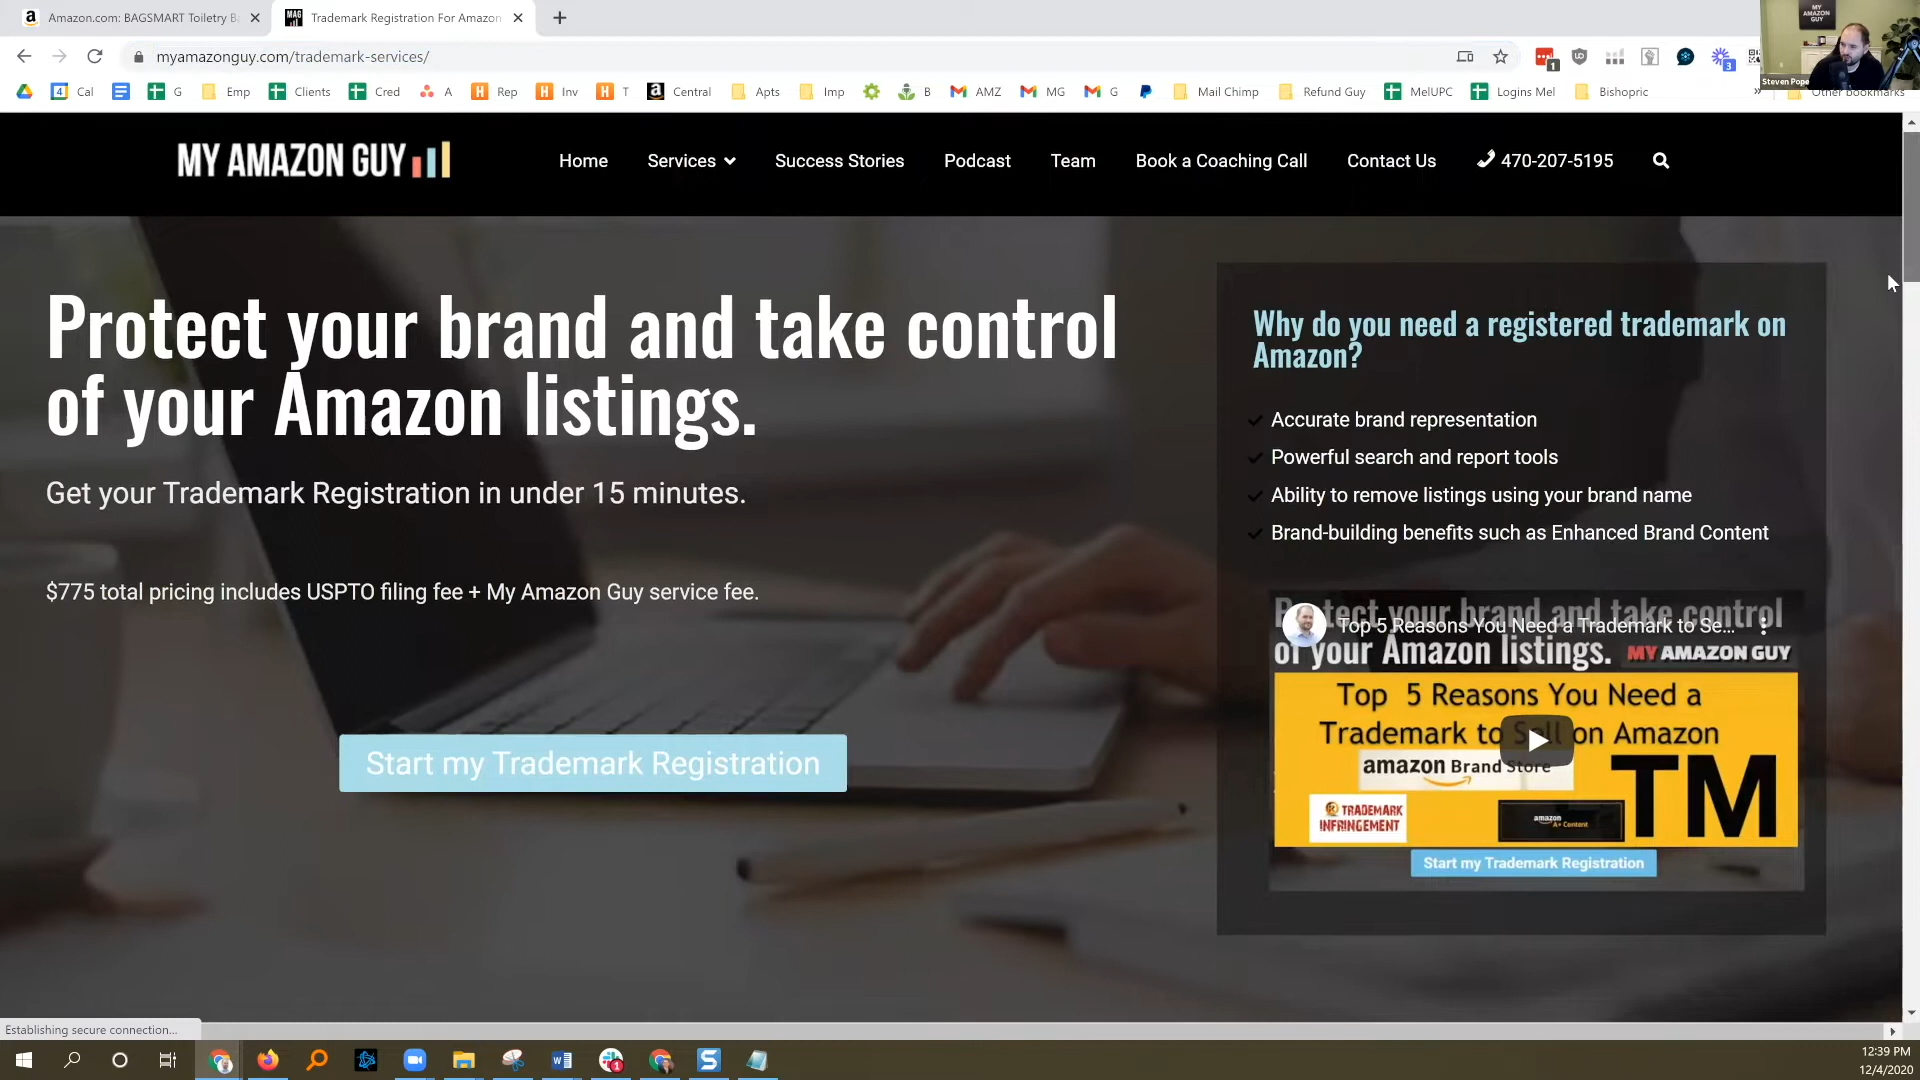 Amazon.com: BAGSMART Toiletry B
Trademark Registration For Amazon
myamazonguy.com/trademark-services/
Cal
G
Emp
Clients
Cred
A
Rep
Inv
T
Central
Apts
Imp
B
AMZ
MG
G
Mail Chimp
Refund Guy
MelUPC
Logins Mel
Bishopric
Other bookmarks
MY AMAZON GUY
Steven Pope
MY AMAZON GUY
Home
Services
Success Stories
Podcast
Team
Book a Coaching Call
Contact Us
470-207-5195
Protect your brand and take control
of your Amazon listings.
Get your Trademark Registration in under 15 minutes.
$775 total pricing includes USPTO filing fee + My Amazon Guy service fee.
Start my Trademark Registration
Why do you need a registered trademark on
Amazon?
Accurate brand representation
Powerful search and report tools
Ability to remove listings using your brand name
Brand-building benefits such as Enhanced Brand Content
Protect your brand and take control
Top 5 Reasons You Need a Trademark to Se...
of your Amazon listings. MY AMAZON GUY
Top 5 Reasons You Need a
Trademark to Sell on Amazon
amazon Brand Store
TM
TRADEMARK
INFRINGEMENT
amazon
A+ Content
Start my Trademark Registration
Establishing secure connection...
12:39 PM
12/4/2020